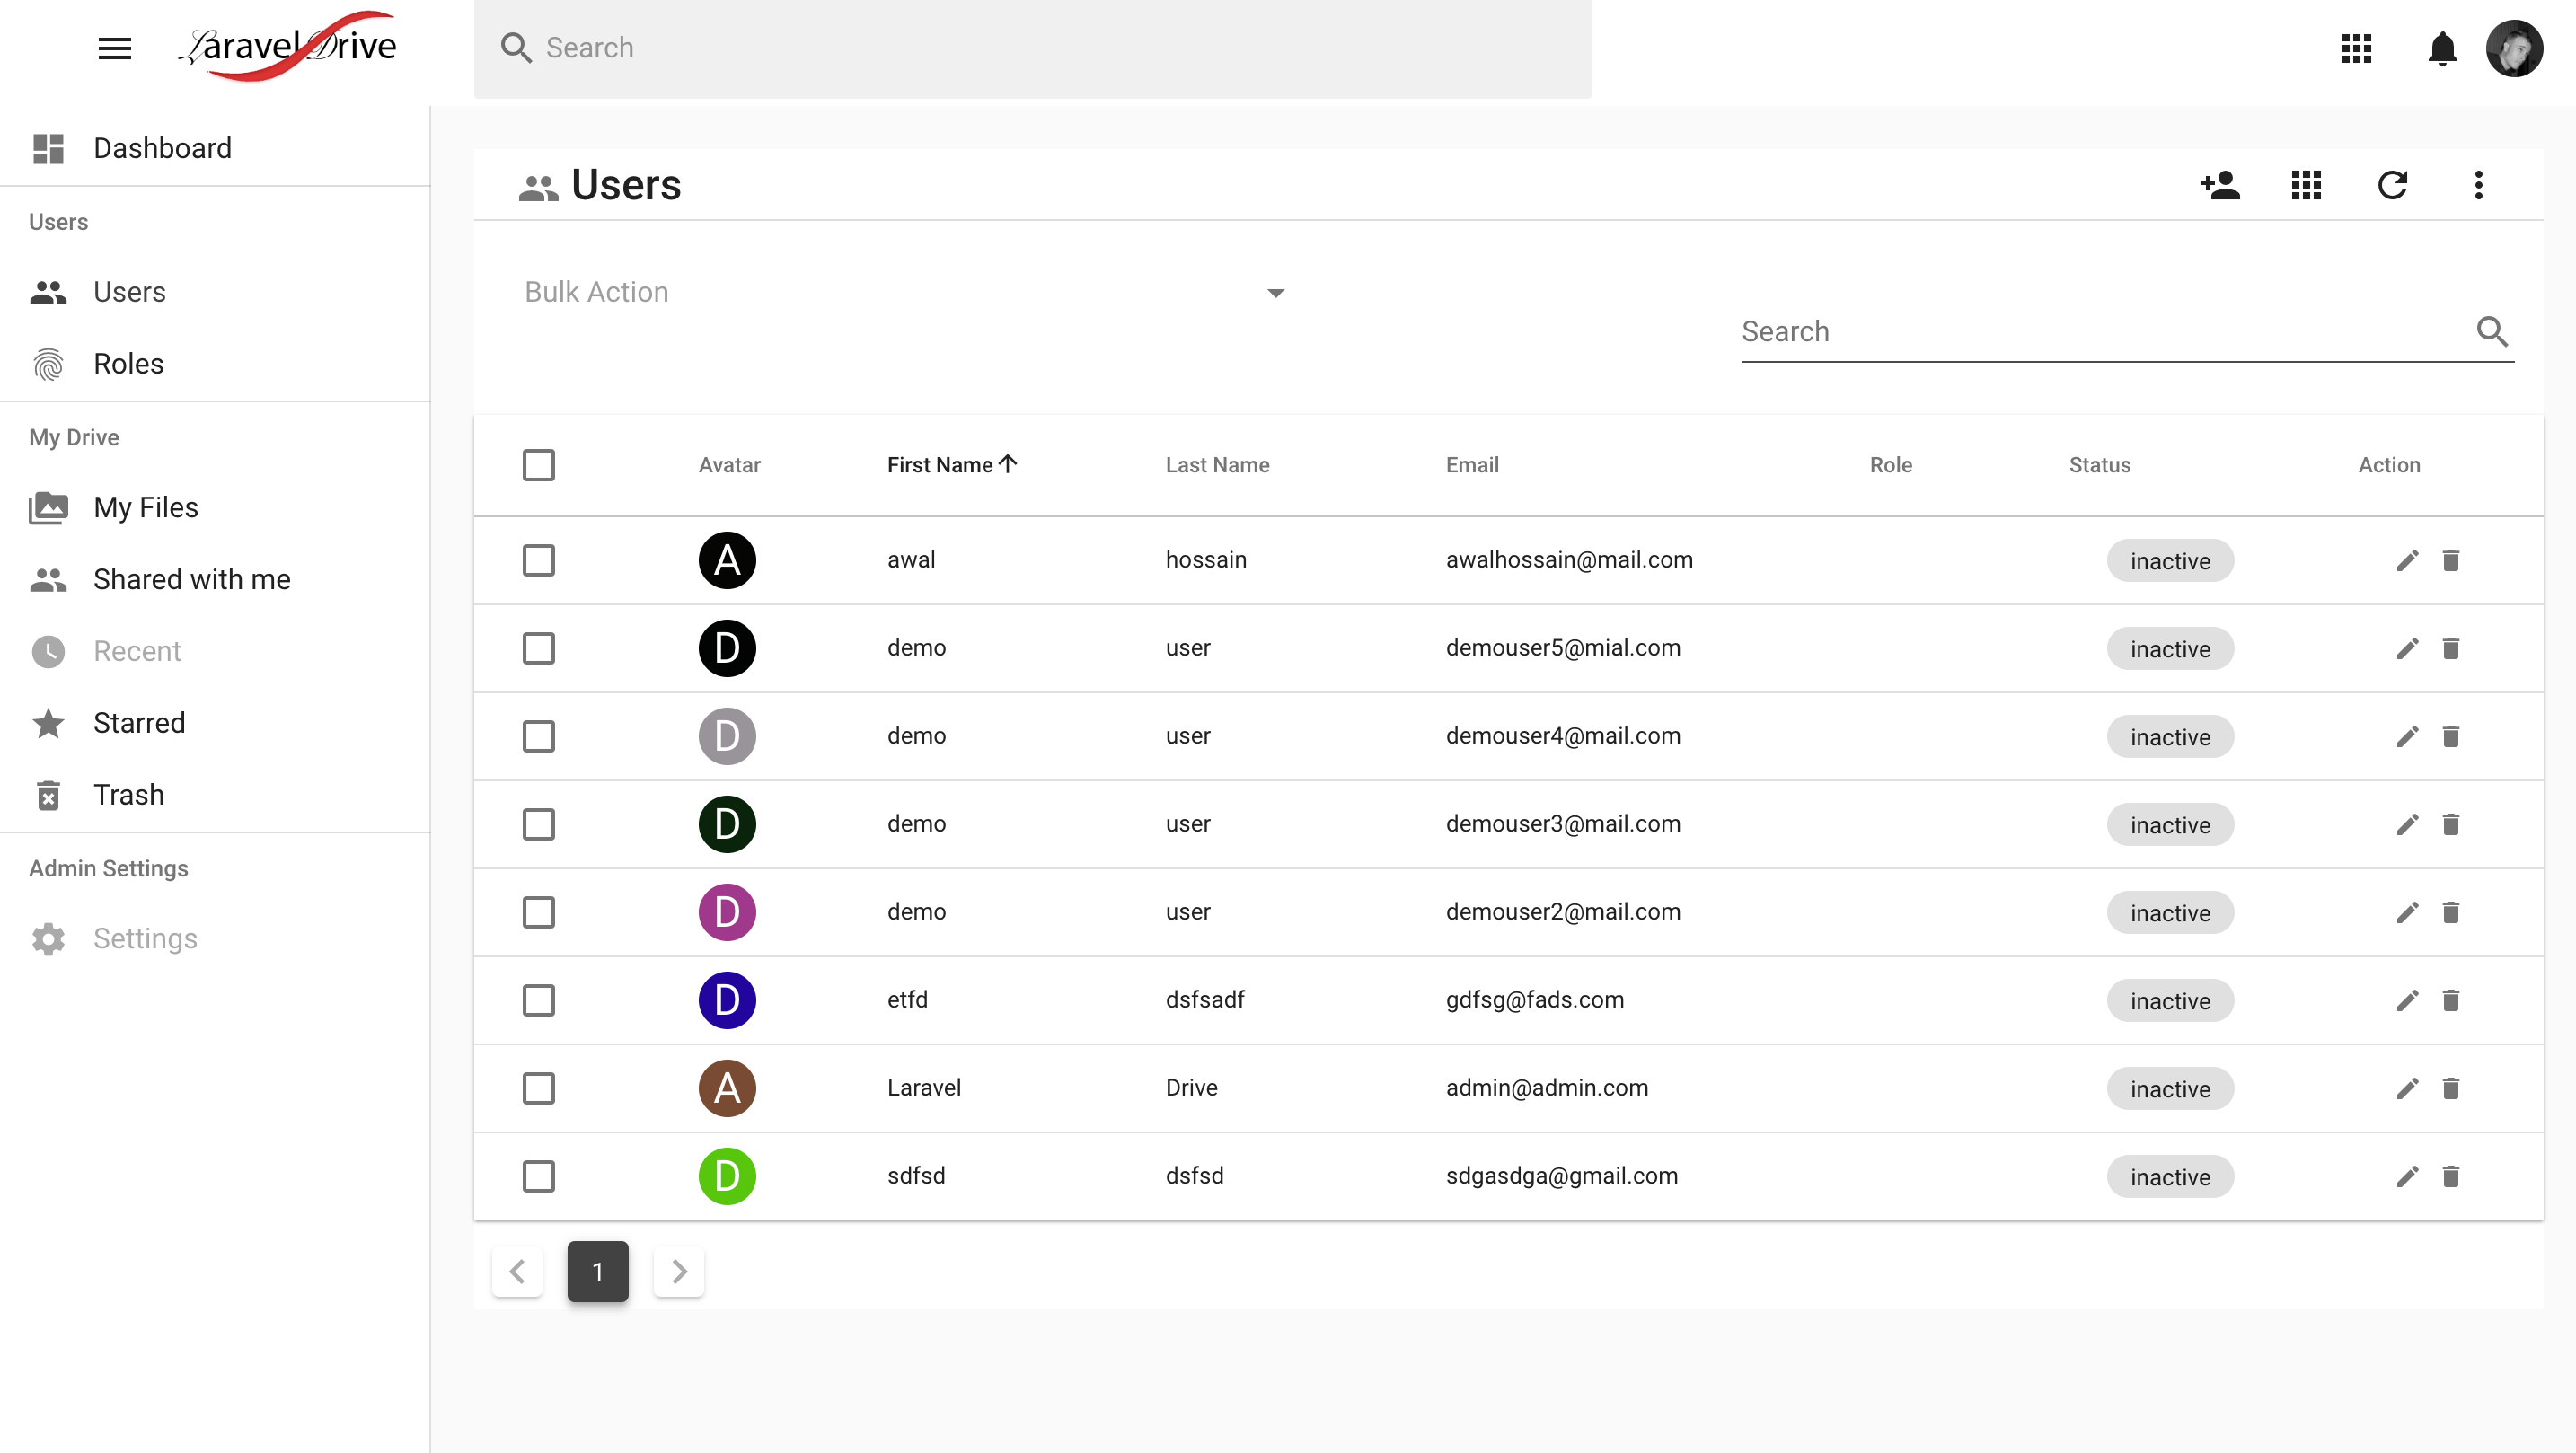 Laravel Drive
Search
Dashboard
Users
Users
Roles
My Drive
My Files
Shared with me
Recent
Starred
Trash
Admin Settings
Settings
Users
Bulk Action
Search
Avatar First Name Last Name Email Role Status Action
A awal hossain awalhossain@mail.com inactive
D demo user demouser5@mial.com inactive
D demo user demouser4@mail.com inactive
D demo user demouser3@mail.com inactive
D demo user demouser2@mail.com inactive
D etfd dsfsadf gdfsg@fads.com inactive
A Laravel Drive admin@admin.com inactive
D sdfsd dsfsd sdgasdga@gmail.com inactive
1